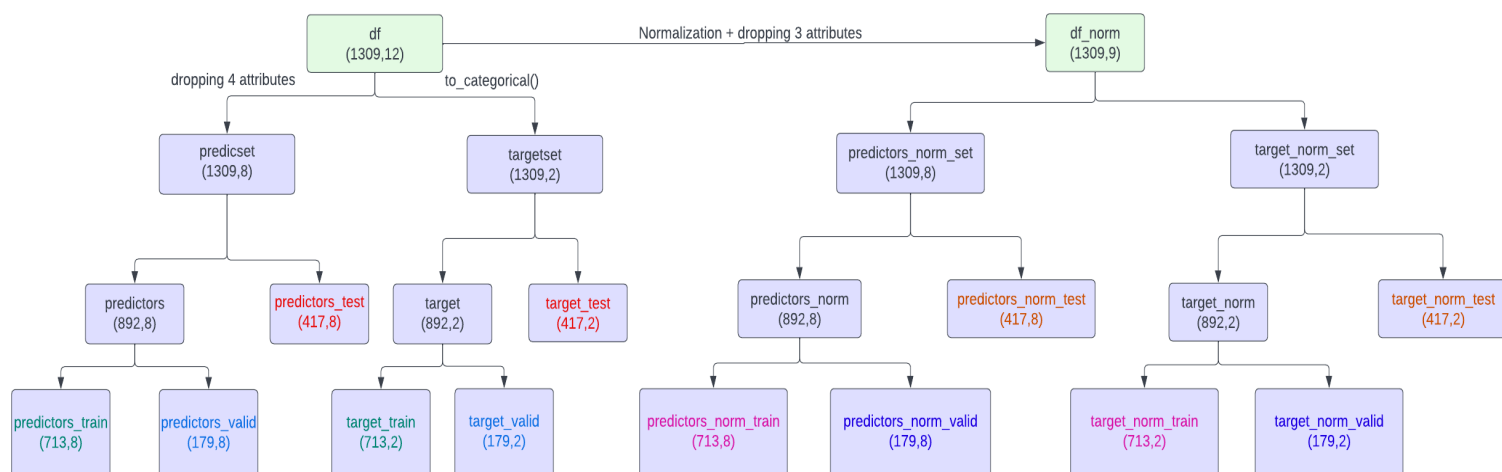 df
(1309,12)
Normalization + dropping 3 attributes
df_norm
(1309,9)
dropping 4 attributes
to_categorical()
predicset
(1309,8)
targetset
(1309,2)
predictors_norm_set
(1309,8)
target_norm_set
(1309,2)
predictors
(892,8)
predictors_test
(417,8)
target
(892,2)
target_test
(417,2)
predictors_norm
(892,8)
predictors_norm_test
(417,8)
target_norm
(892,2)
target_norm_test
(417,2)
predictors_train
(713,8)
predictors_valid
(179,8)
target_train
(713,2)
target_valid
(179,2)
predictors_norm_train
(713,8)
predictors_norm_valid
(179,8)
target_norm_train
(713,2)
target_norm_valid
(179,2)